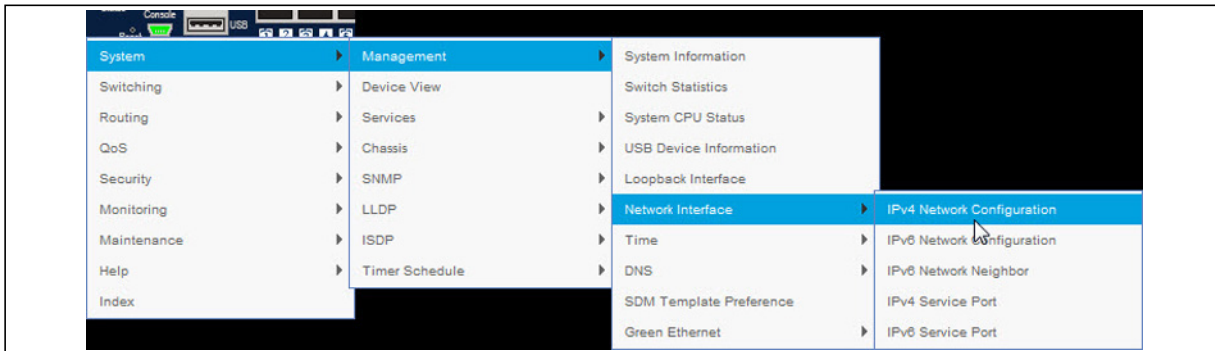 Console
USB
Reset
System
Switching
Routing
QoS
Security
Monitoring
Maintenance
Help
Index
Management
Device View
Services
Chassis
SNMP
LLDP
ISDP
Timer Schedule
System Information
Switch Statistics
System CPU Status
USB Device Information
Loopback Interface
Network Interface
Time
DNS
SDM Template Preference
Green Ethernet
IPv4 Network Configuration
IPv6 Network Configuration
IPv6 Network Neighbor
IPv4 Service Port
IPv6 Service Port